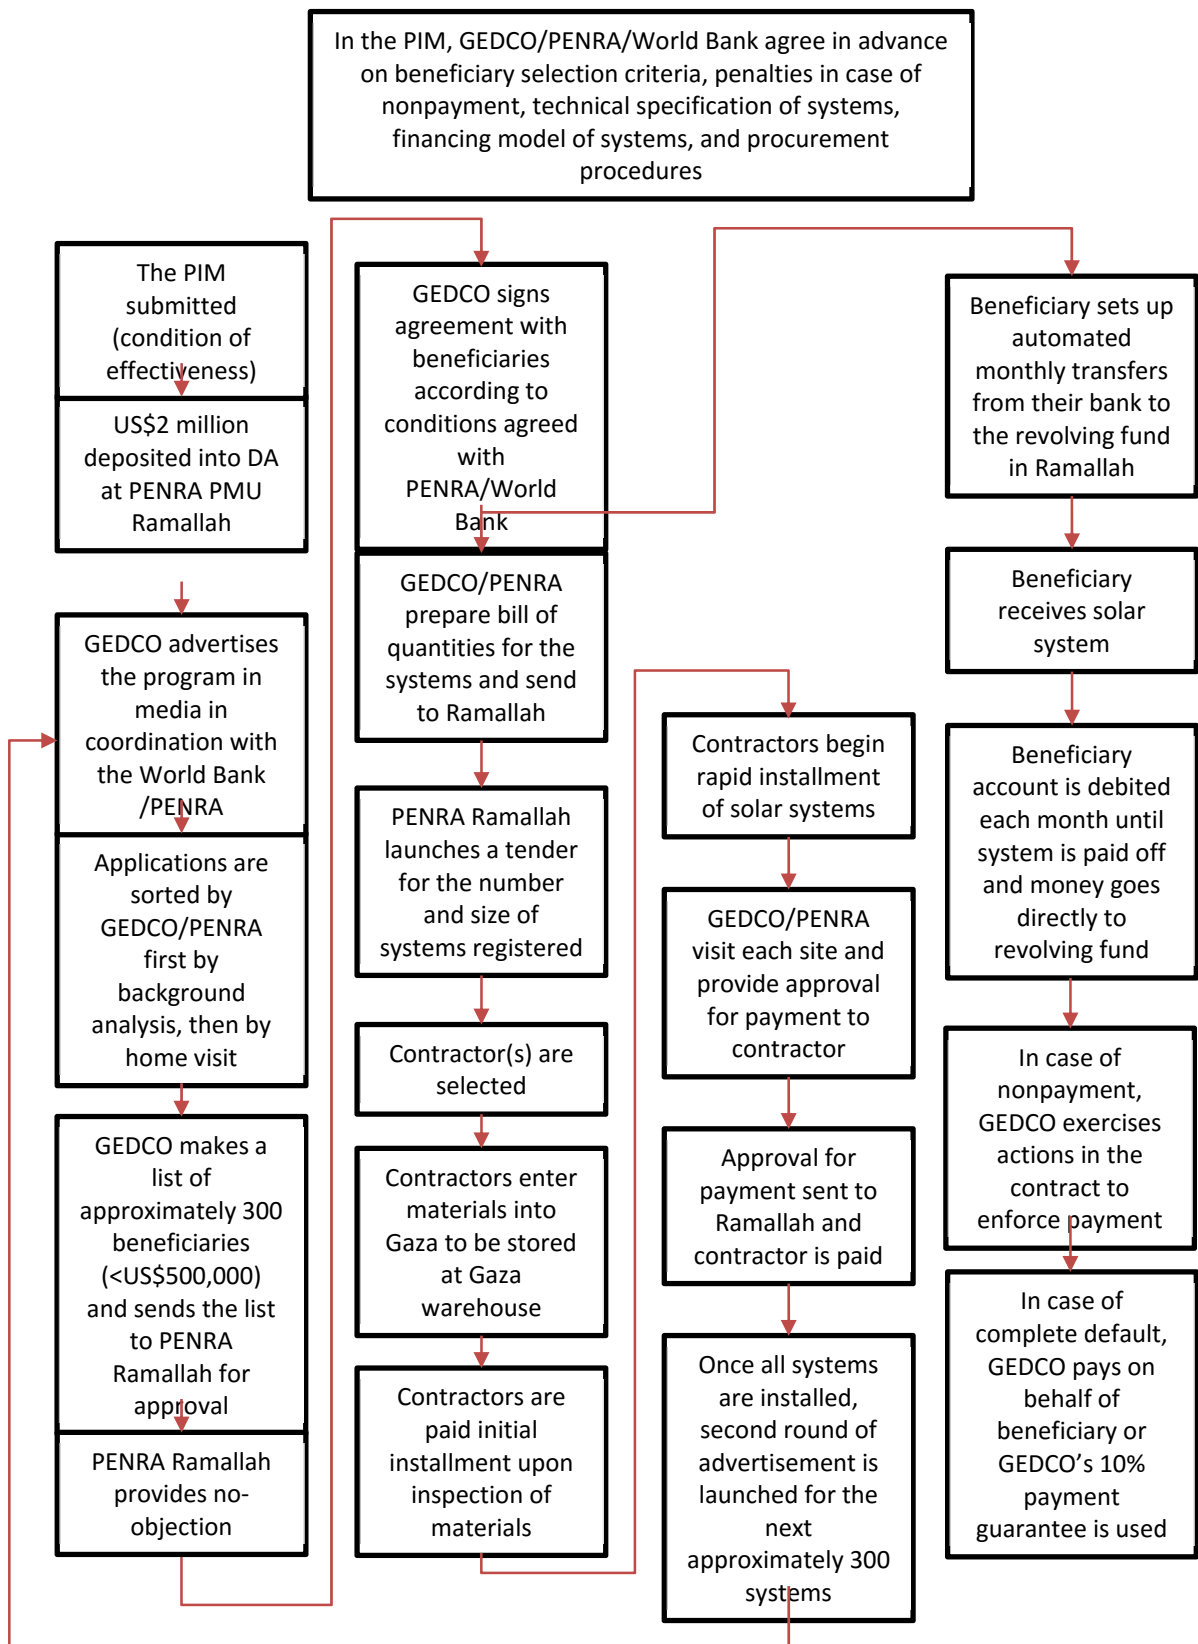 In the PIM, GEDCO/PENRA/World Bank agree in advance
on beneficiary selection criteria, penalties in case of
nonpayment, technical specification of systems,
financing model of systems, and procurement
procedures
The PIM
submitted
(condition of
effectiveness)
US$2 million
deposited into DA
at PENRA PMU
Ramallah
GEDCO advertises
the program in
media in
coordination with
the World Bank
/PENRA
Applications are
sorted by
GEDCO/PENRA
first by
background
analysis, then by
home visit
GEDCO makes a
list of
approximately 300
beneficiaries
(<US$500,000)
and sends the list
to PENRA
Ramallah for
approval
PENRA Ramallah
provides no-
objection
GEDCO signs
agreement with
beneficiaries
according to
conditions agreed
with
PENRA/World
Bank
GEDCO/PENRA
prepare bill of
quantities for the
systems and send
to Ramallah
PENRA Ramallah
launches a tender
for the number
and size of
systems registered
Contractor(s) are
selected
Contractors enter
materials into
Gaza to be stored
at Gaza
warehouse
Contractors are
paid initial
installment upon
inspection of
materials
Contractors begin
rapid installment
of solar systems
GEDCO/PENRA
visit each site and
provide approval
for payment to
contractor
Approval for
payment sent to
Ramallah and
contractor is paid
Once all systems
are installed,
second round of
advertisement is
launched for the
next
approximately 300
systems
Beneficiary sets up
automated
monthly transfers
from their bank to
the revolving fund
in Ramallah
Beneficiary
receives solar
system
Beneficiary
account is debited
each month until
system is paid off
and money goes
directly to
revolving fund
In case of
nonpayment,
GEDCO exercises
actions in the
contract to
enforce payment
In case of
complete default,
GEDCO pays on
behalf of
beneficiary or
GEDCO’s 10%
payment
guarantee is used